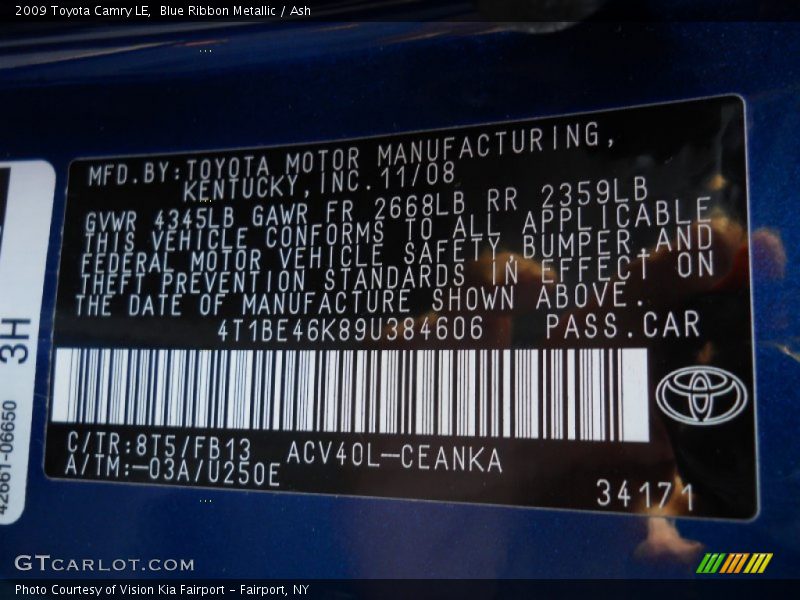 2009 Toyota Camry LE,  Blue Ribbon Metallic / Ash
MFD.BY:TOYOTA MOTOR MANUFACTURING,
KENTUCKY,INC.11/08
GVWR 4345LB GAWR FR 2668LB RR 2359LB
THIS VEHICLE CONFORMS TO ALL APPLICABLE
FEDERAL MOTOR VEHICLE SAFETY,BUMPER,AND
THEFT PREVENTION STANDARDS IN EFFECT ON
THE DATE OF MANUFACTURE SHOWN ABOVE.
4T1BE46K89U384606 PASS.CAR
C/TR:8T5/FB13 ACV40L-CEANKA
A/TM:-03A/U250E
34171
3H
42661-06650
GTCARLOT.COM
Photo Courtesy of Vision Kia Fairport - Fairport, NY